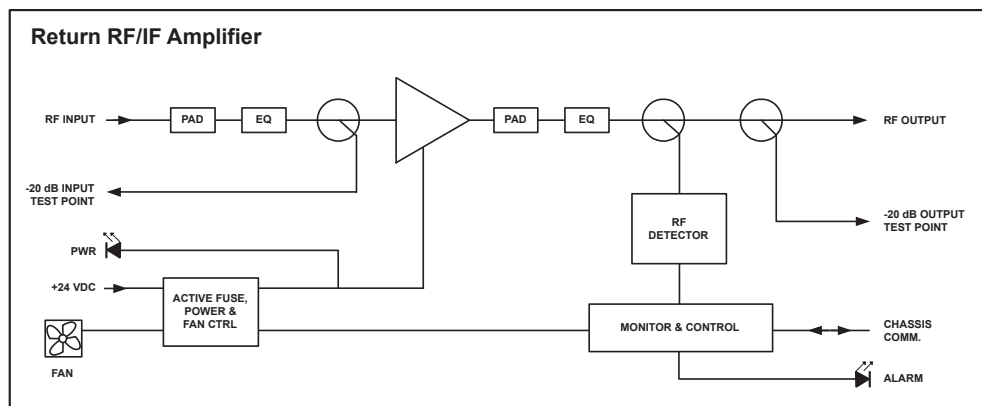 Return RF/IF Amplifier
RF INPUT
PAD
EQ
PAD
EQ
RF OUTPUT
-20 dB INPUT
TEST POINT
RF
DETECTOR
-20 dB OUTPUT
TEST POINT
PWR
+24 VDC
ACTIVE FUSE,
POWER &
FAN CTRL
MONITOR & CONTROL
CHASSIS
COMM.
FAN
ALARM